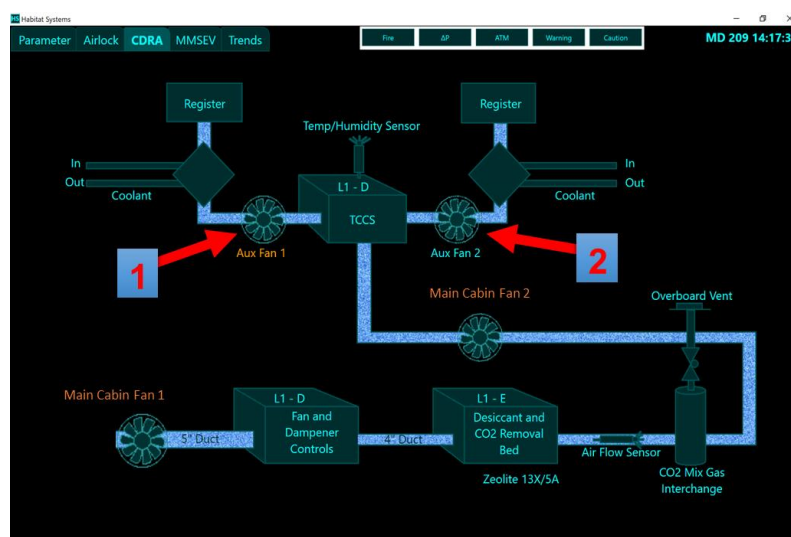 HS Habitat Systems
Parameter Airlock CDRA MMSEV Trends
Fire ΔP ATM Warning Caution
MD 209 14:17:3
Register
Register
Temp/Humidity Sensor
In
Out
Coolant
In
Out
Coolant
L1 - D
TCCS
Aux Fan 1
Aux Fan 2
1
2
Main Cabin Fan 2
Overboard Vent
Main Cabin Fan 1
5" Duct
L1 - D
Fan and
Dampener
Controls
4" Duct
L1 - E
Desiccant and
CO2 Removal
Bed
Zeolite 13X/5A
Air Flow Sensor
CO2 Mix Gas
Interchange